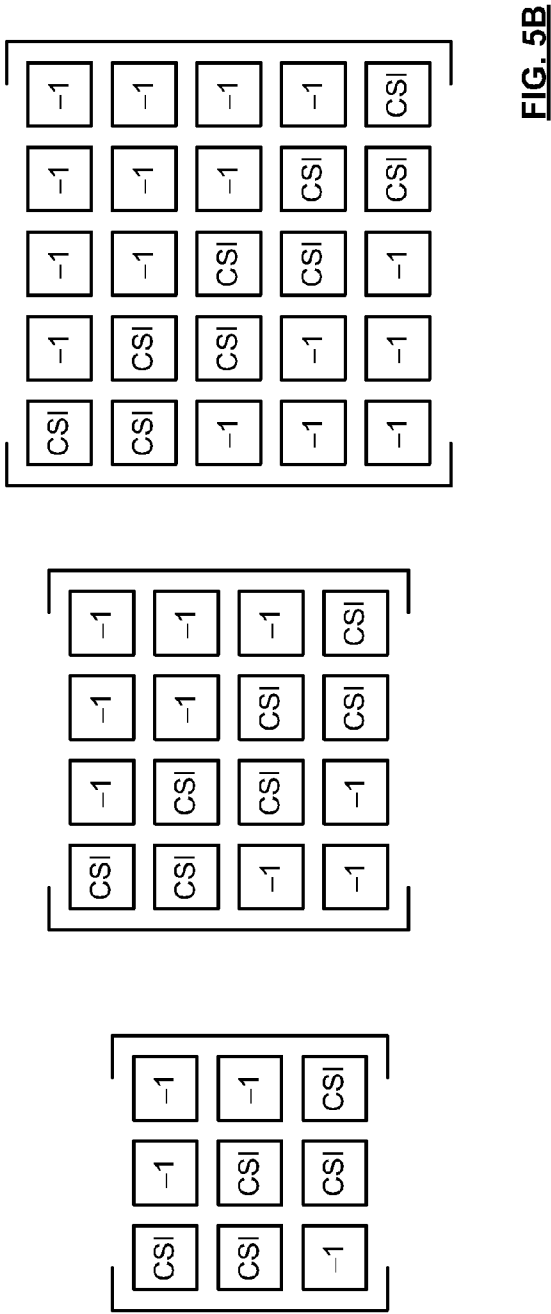 CSI −1 −1
CSI CSI −1
−1 CSI CSI
CSI −1 −1 −1
CSI CSI −1 −1
−1 CSI CSI −1
−1 −1 CSI CSI
CSI −1 −1 −1 −1
CSI CSI −1 −1 −1
−1 CSI CSI −1 −1
−1 −1 CSI CSI −1
−1 −1 −1 CSI CSI
FIG. 5B